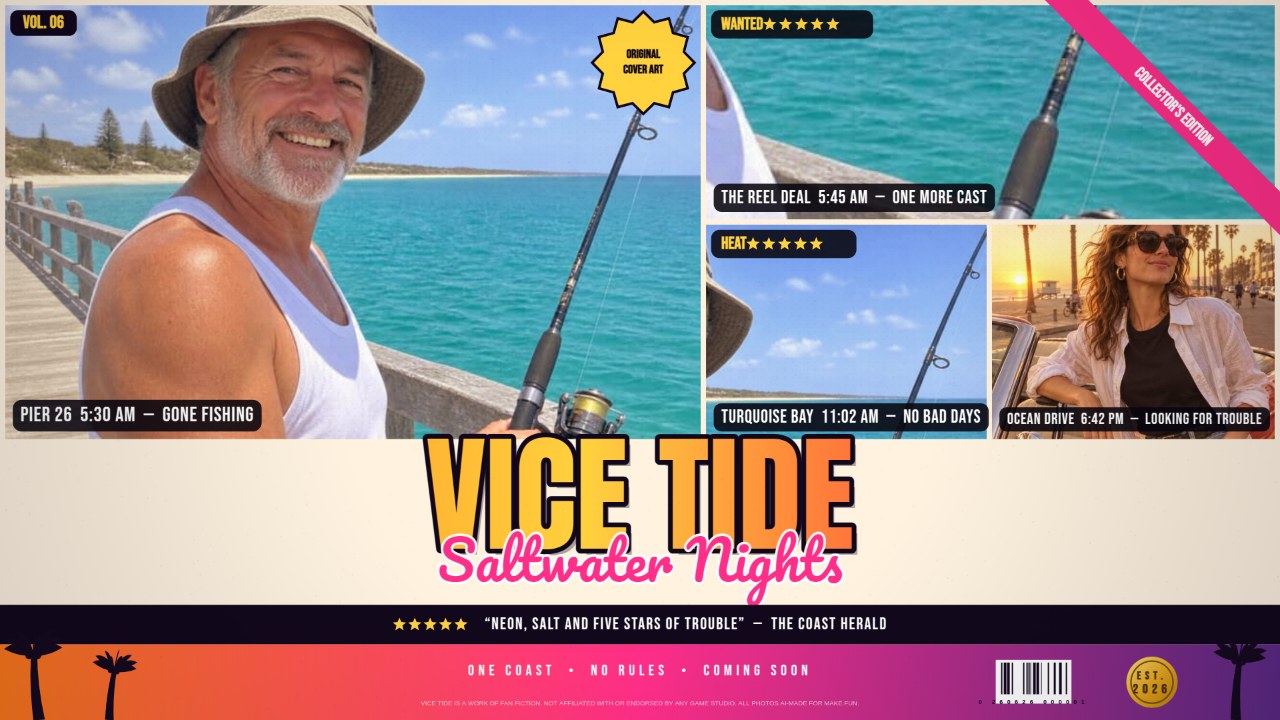 VOL. 06
ORIGINAL
COVER ART
WANTED★★★★★
COLLECTOR'S EDITION
THE REEL DEAL 5:45 AM — ONE MORE CAST
HEAT★★★★★
PIER 26 5:30 AM — GONE FISHING
TURQUOISE BAY 11:02 AM — NO BAD DAYS
OCEAN DRIVE 6:42 PM — LOOKING FOR TROUBLE
VICE TIDE
Saltwater Nights
★★★★★ “NEON, SALT AND FIVE STARS OF TROUBLE” — THE COAST HERALD
ONE COAST • NO RULES • COMING SOON
EST.
2026
VICE TIDE IS A WORK OF FAN FICTION. NOT AFFILIATED WITH OR ENDORSED BY ANY GAME STUDIO. ALL PHOTOS AI-MADE FOR MAKE.FUN.